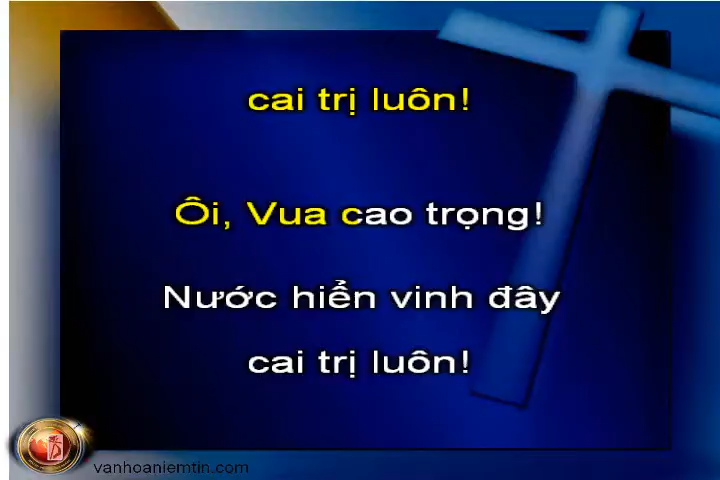 cai trị luôn!
Ôi, Vua cao trọng!
Nước hiển vinh đây
cai trị luôn!
vanhoaniemtin.com